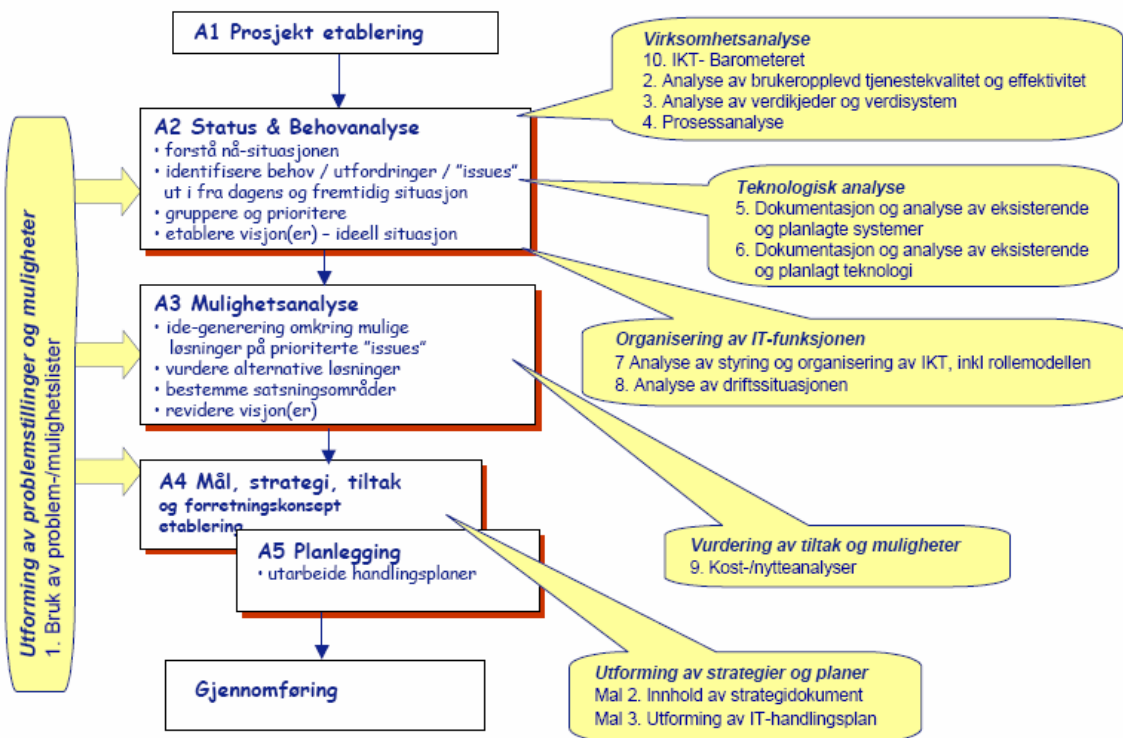 A1 Prosjekt etablering
A2 Status & Behovanalyse
• forstå nå-situasjonen
• identifisere behov / utfordringer / "issues"
ut i fra dagens og fremtidig situasjon
• gruppere og prioritere
• etablere visjon(er) – ideell situasjon
A3 Mulighetsanalyse
• ide-generering omkring mulige
løsninger på prioriterte "issues"
• vurdere alternative løsninger
• bestemme satsningsområder
• revidere visjon(er)
A4 Mål, strategi, tiltak
og forretningskonsept
etablering
A5 Planlegging
• utarbeide handlingsplaner
Gjennomføring
Utforming av problemstillinger og muligheter
1. Bruk av problem-/mulighetslister
Virksomhetsanalyse
10. IKT- Barometeret
2. Analyse av brukeropplevd tjenestekvalitet og effektivitet
3. Analyse av verdikjeder og verdisystem
4. Prosessanalyse
Teknologisk analyse
5. Dokumentasjon og analyse av eksisterende
og planlagte systemer
6. Dokumentasjon og analyse av eksisterende
og planlagt teknologi
Organisering av IT-funksjonen
7 Analyse av styring og organisering av IKT, inkl rollemodellen
8. Analyse av driftssituasjonen
Vurdering av tiltak og muligheter
9. Kost-/nytteanalyser
Utforming av strategier og planer
Mal 2. Innhold av strategidokument
Mal 3. Utforming av IT-handlingsplan